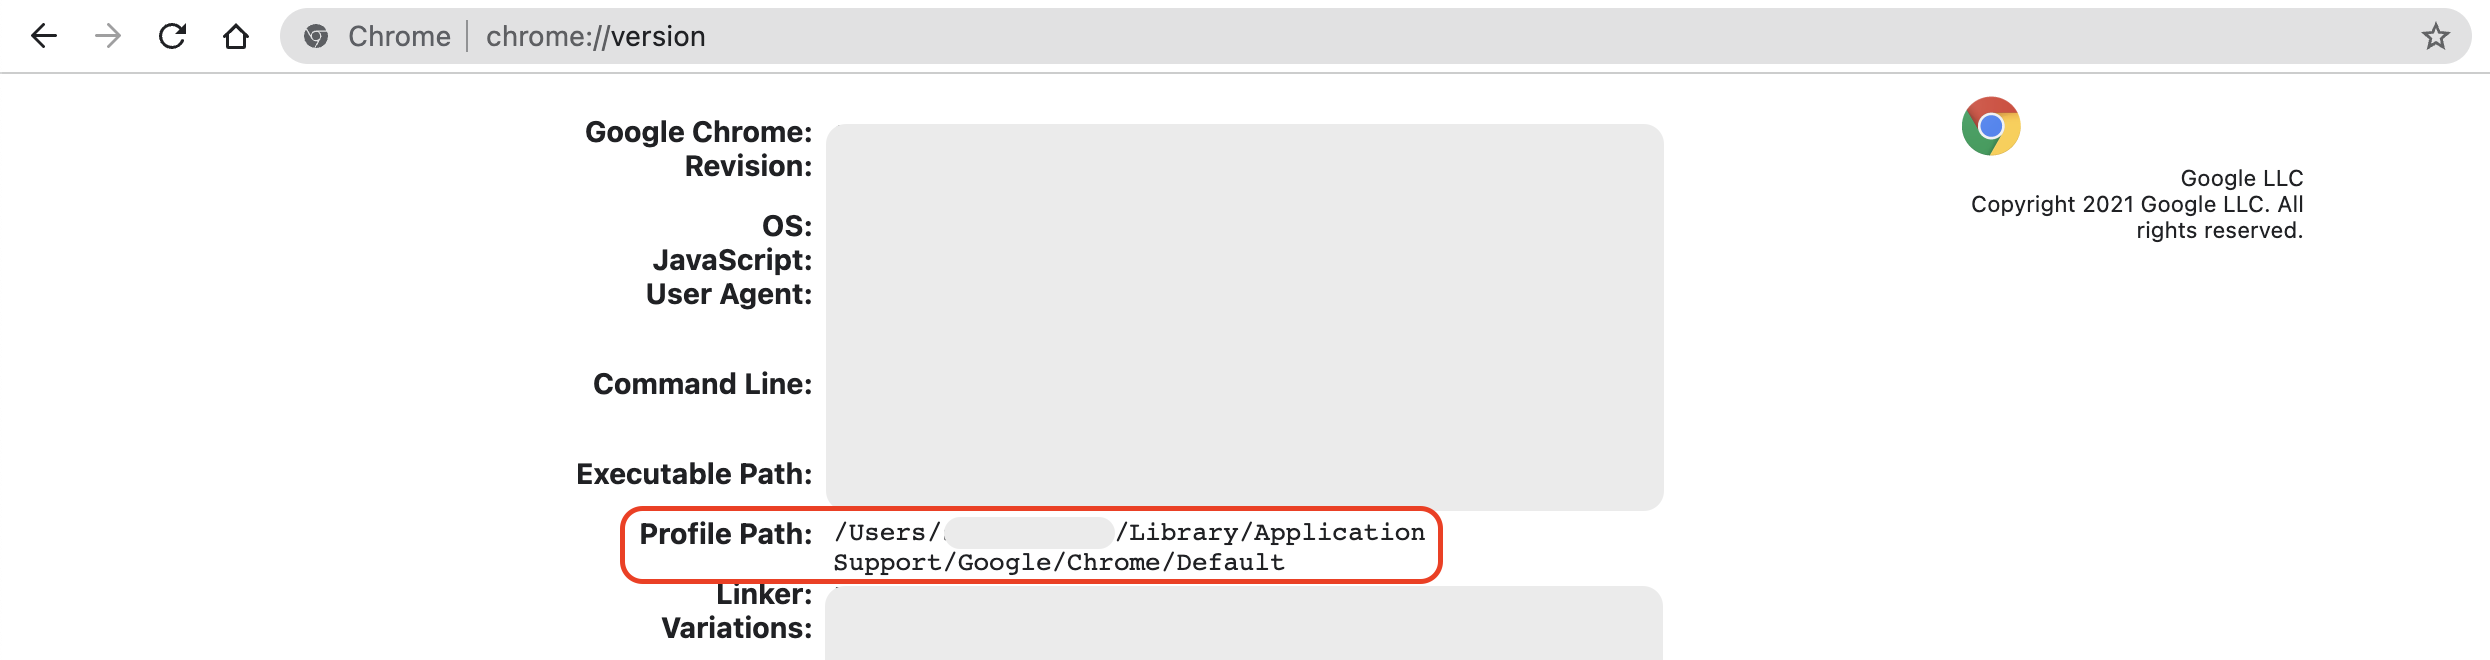 Chrome | chrome://version
Google Chrome:
Revision:
OS:
JavaScript:
User Agent:
Command Line:
Executable Path:
Profile Path: /Users/ /Library/Application
Support/Google/Chrome/Default
Linker:
Variations:
Google LLC
Copyright 2021 Google LLC. All
rights reserved.